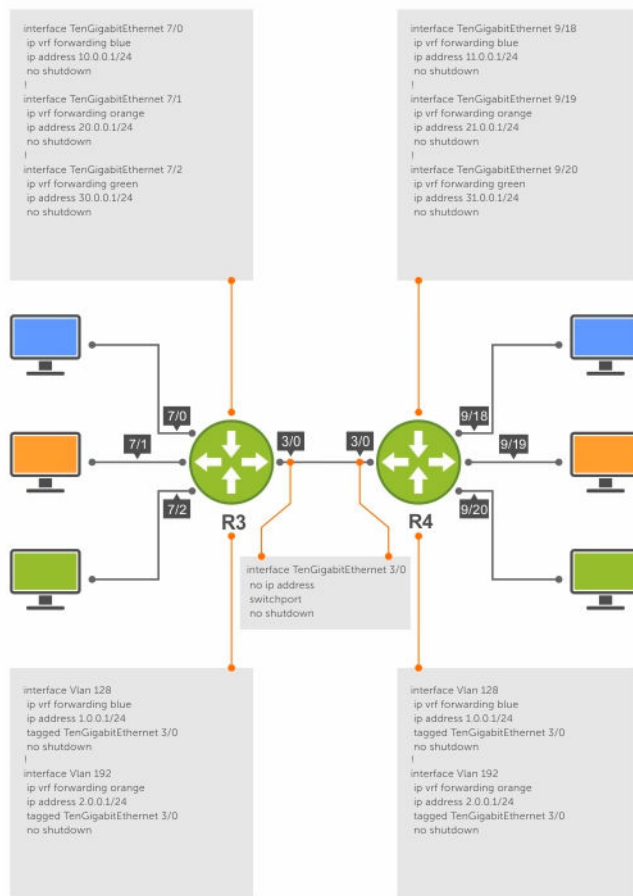 interface TenGigabitEthernet 7/0
ip vrf forwarding blue
ip address 10.0.0.1/24
no shutdown
!
interface TenGigabitEthernet 7/1
ip vrf forwarding orange
ip address 20.0.0.1/24
no shutdown
!
interface TenGigabitEthernet 7/2
ip vrf forwarding green
ip address 30.0.0.1/24
no shutdown
interface TenGigabitEthernet 9/18
ip vrf forwarding blue
ip address 11.0.0.1/24
no shutdown
!
interface TenGigabitEthernet 9/19
ip vrf forwarding orange
ip address 21.0.0.1/24
no shutdown
!
interface TenGigabitEthernet 9/20
ip vrf forwarding green
ip address 31.0.0.1/24
no shutdown
7/0
7/1
7/2
3/0
3/0
9/18
9/19
9/20
R3
R4
interface TenGigabitEthernet 3/0
no ip address
switchport
no shutdown
interface Vlan 128
ip vrf forwarding blue
ip address 1.0.0.1/24
tagged TenGigabitEthernet 3/0
no shutdown
!
interface Vlan 192
ip vrf forwarding orange
ip address 2.0.0.1/24
tagged TenGigabitEthernet 3/0
no shutdown
interface Vlan 128
ip vrf forwarding blue
ip address 1.0.0.1/24
tagged TenGigabitEthernet 3/0
no shutdown
!
interface Vlan 192
ip vrf forwarding orange
ip address 2.0.0.1/24
tagged TenGigabitEthernet 3/0
no shutdown